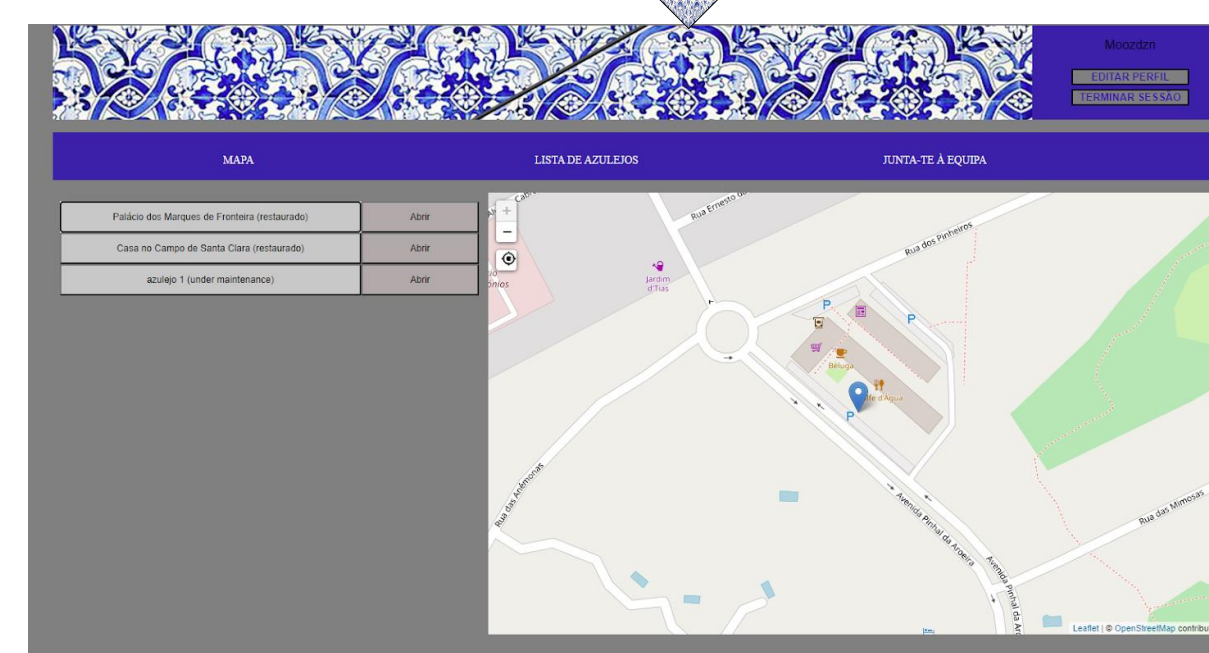 Moozdzn
EDITAR PERFIL
TERMINAR SESSÃO
MAPA
LISTA DE AZULEJOS
JUNTA-TE À EQUIPA
Palácio dos Marques de Fronteira (restaurado)
Abrir
Casa no Campo de Santa Clara (restaurado)
Abrir
azulejo 1 (under maintenance)
Abrir
+
−
Rua Ernesto
Rua dos Pinheiros
Jardim
d'Tias
P
P
Beluga
d'Água
P
Rua das Anémonas
Avenida Pinhal da Aroeira
Rua das Mimosas
Avenida Pinhal da
Leaflet | © OpenStreetMap contribu